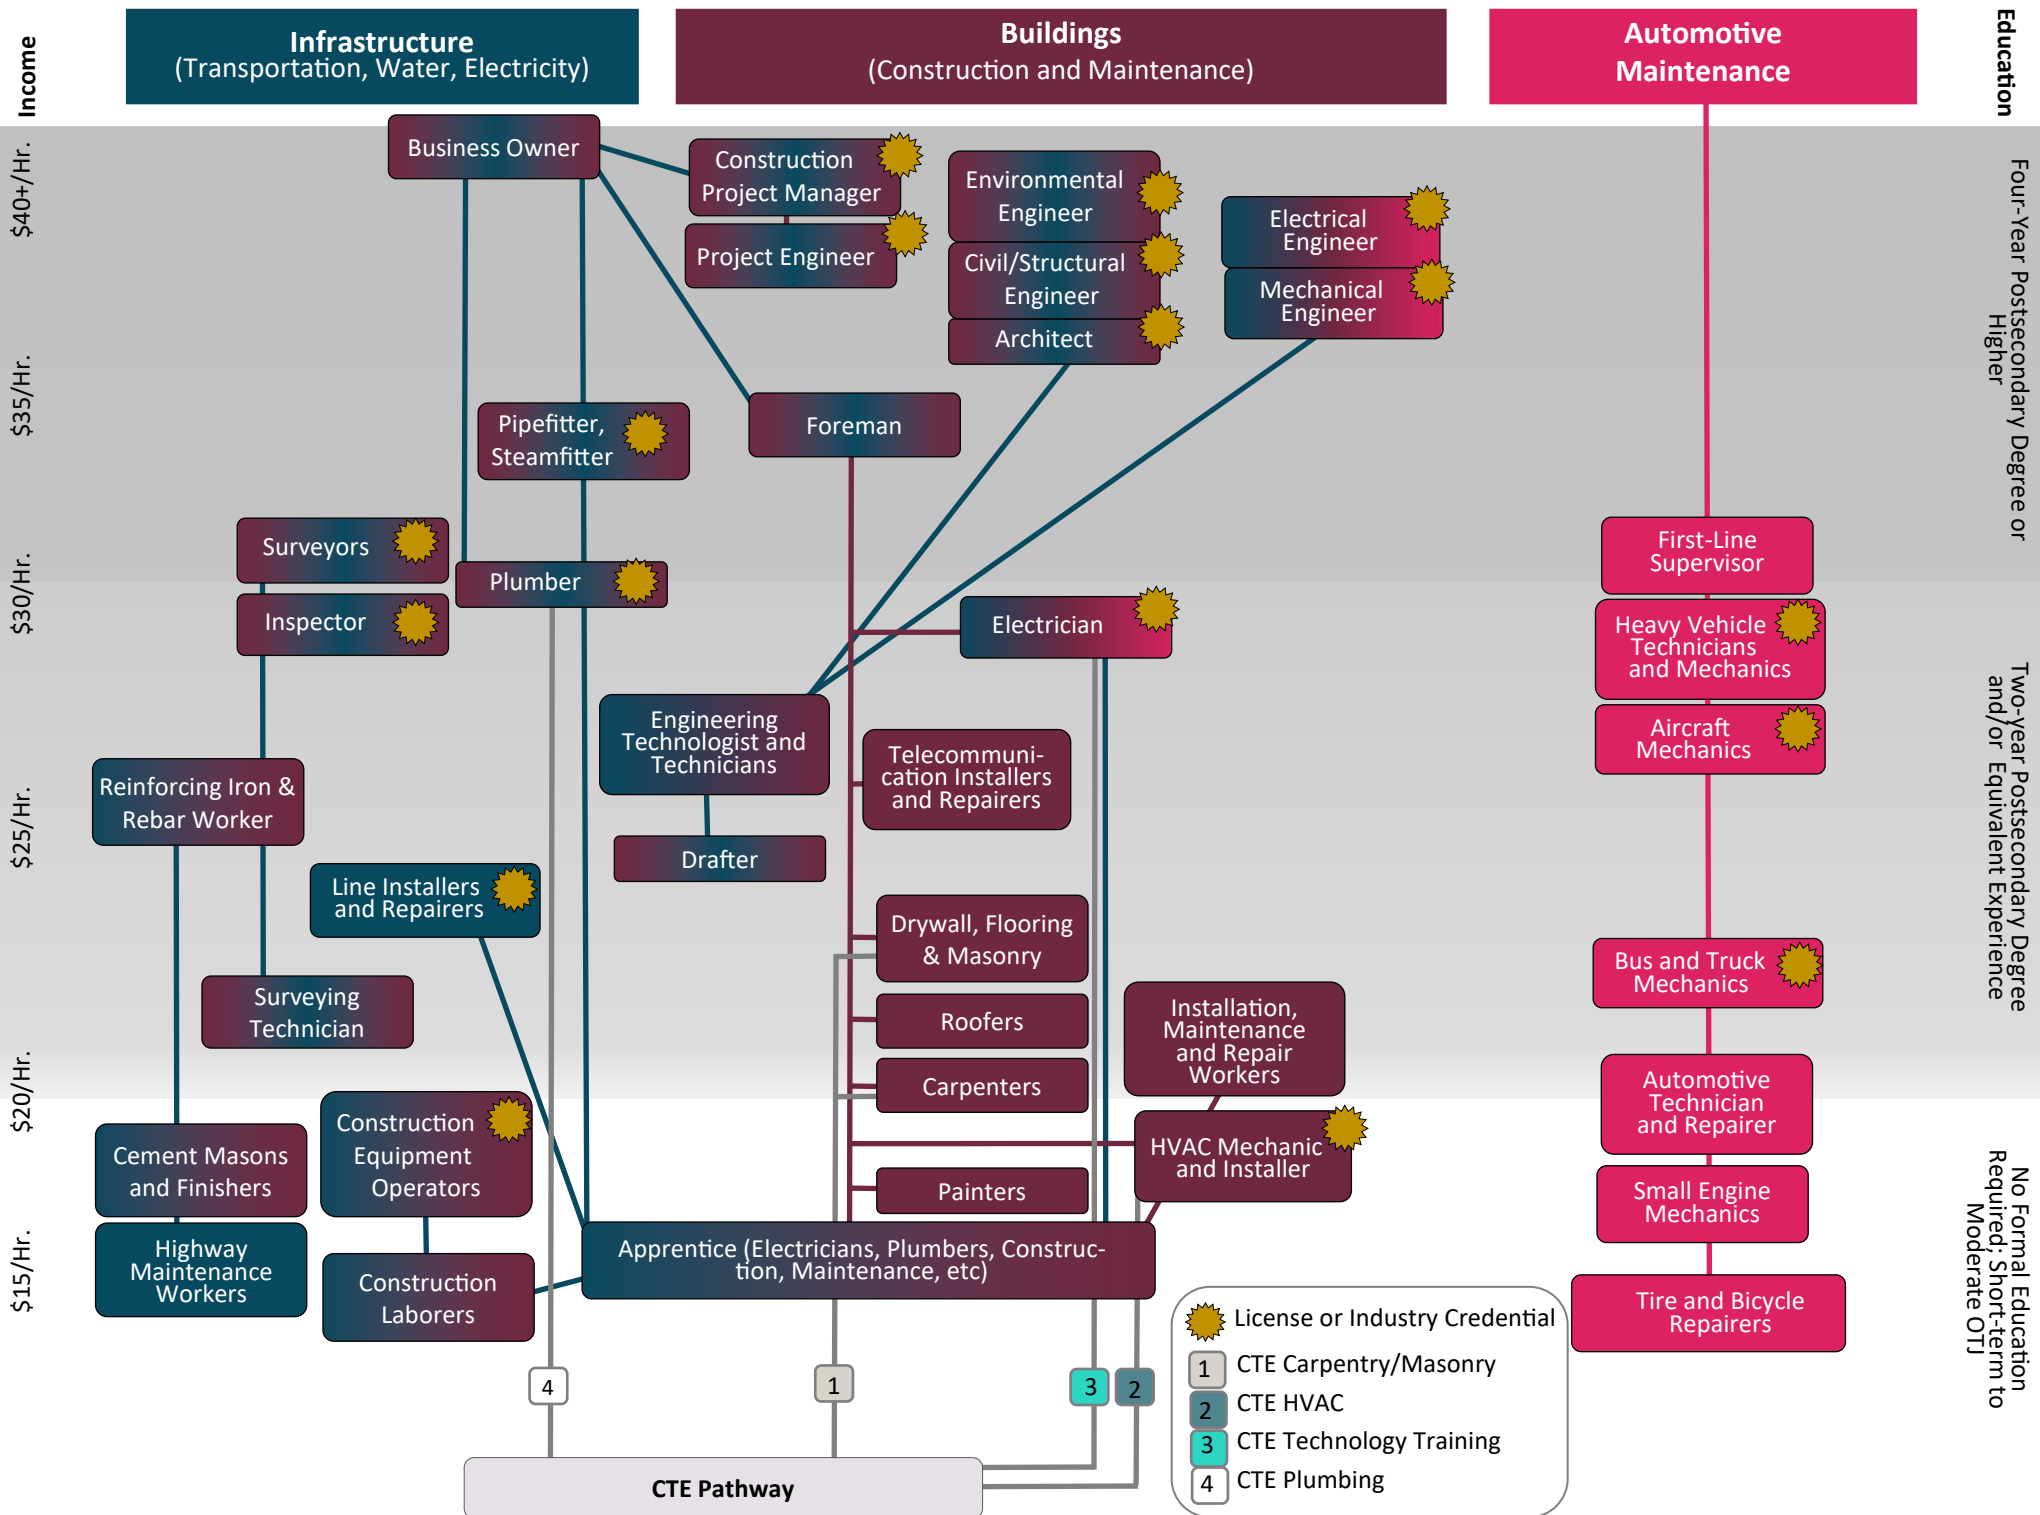 Infrastructure
(Transportation, Water, Electricity)
Buildings
(Construction and Maintenance)
Automotive
Maintenance
Income
Education
$40+/Hr.
$35/Hr.
$30/Hr.
$25/Hr.
$20/Hr.
$15/Hr.
Four-Year Postsecondary Degree or
Higher
Two-year Postsecondary Degree
and/or Equivalent Experience
No Formal Education
Required; Short-term to
Moderate OTJ
Business Owner
Construction
Project Manager
Project Engineer
Environmental
Engineer
Civil/Structural
Engineer
Architect
Electrical
Engineer
Mechanical
Engineer
Pipefitter,
Steamfitter
Foreman
Surveyors
Inspector
Plumber
Electrician
First-Line
Supervisor
Heavy Vehicle
Technicians
and Mechanics
Aircraft
Mechanics
Engineering
Technologist and
Technicians
Telecommuni-
cation Installers
and Repairers
Reinforcing Iron &
Rebar Worker
Drafter
Line Installers
and Repairers
Drywall, Flooring
& Masonry
Bus and Truck
Mechanics
Surveying
Technician
Roofers
Installation,
Maintenance
and Repair
Workers
Carpenters
Automotive
Technician
and Repairer
Construction
Equipment
Operators
Cement Masons
and Finishers
HVAC Mechanic
and Installer
Painters
Small Engine
Mechanics
Highway
Maintenance
Workers
Construction
Laborers
Apprentice (Electricians, Plumbers, Construc-
tion, Maintenance, etc)
Tire and Bicycle
Repairers
4
1
3
2
CTE Pathway
License or Industry Credential
1 CTE Carpentry/Masonry
2 CTE HVAC
3 CTE Technology Training
4 CTE Plumbing